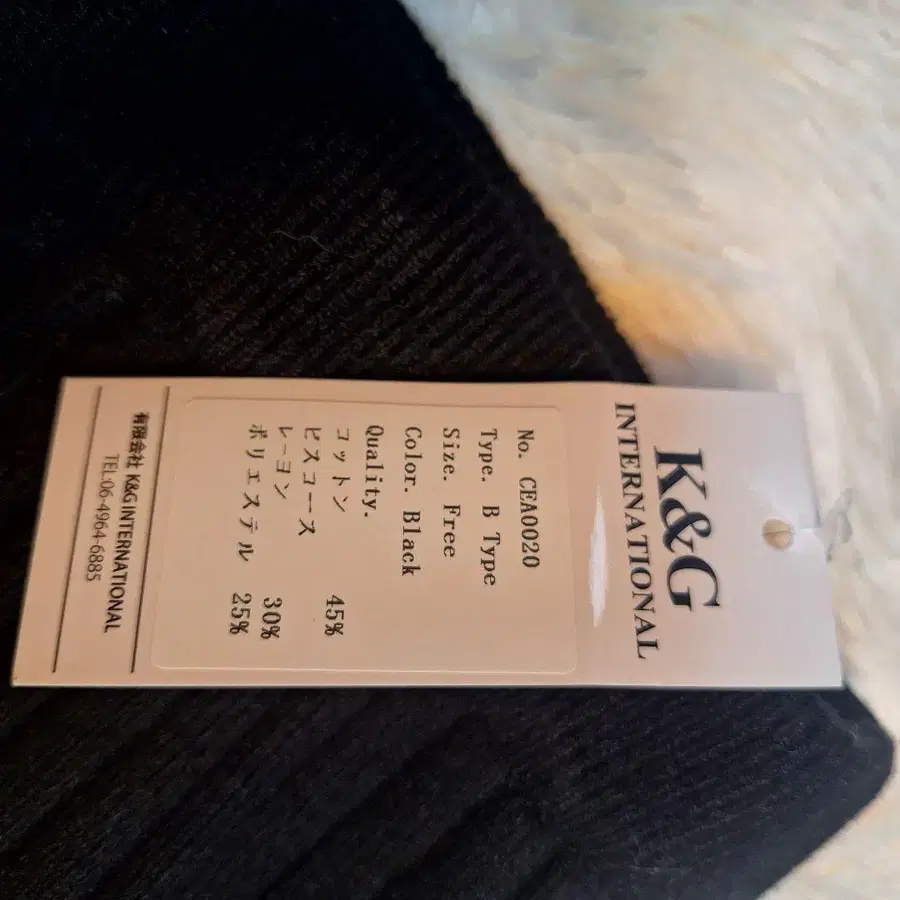 K&G
INTERNATIONAL
No. CEA0020
Type. B Type
Size. Free
Color. Black
Quality.
コットン 45%
ビスコース
レーヨン 30%
ポリエステル 25%
有限会社 K&G INTERNATIONAL
TEL:06-4964-6885